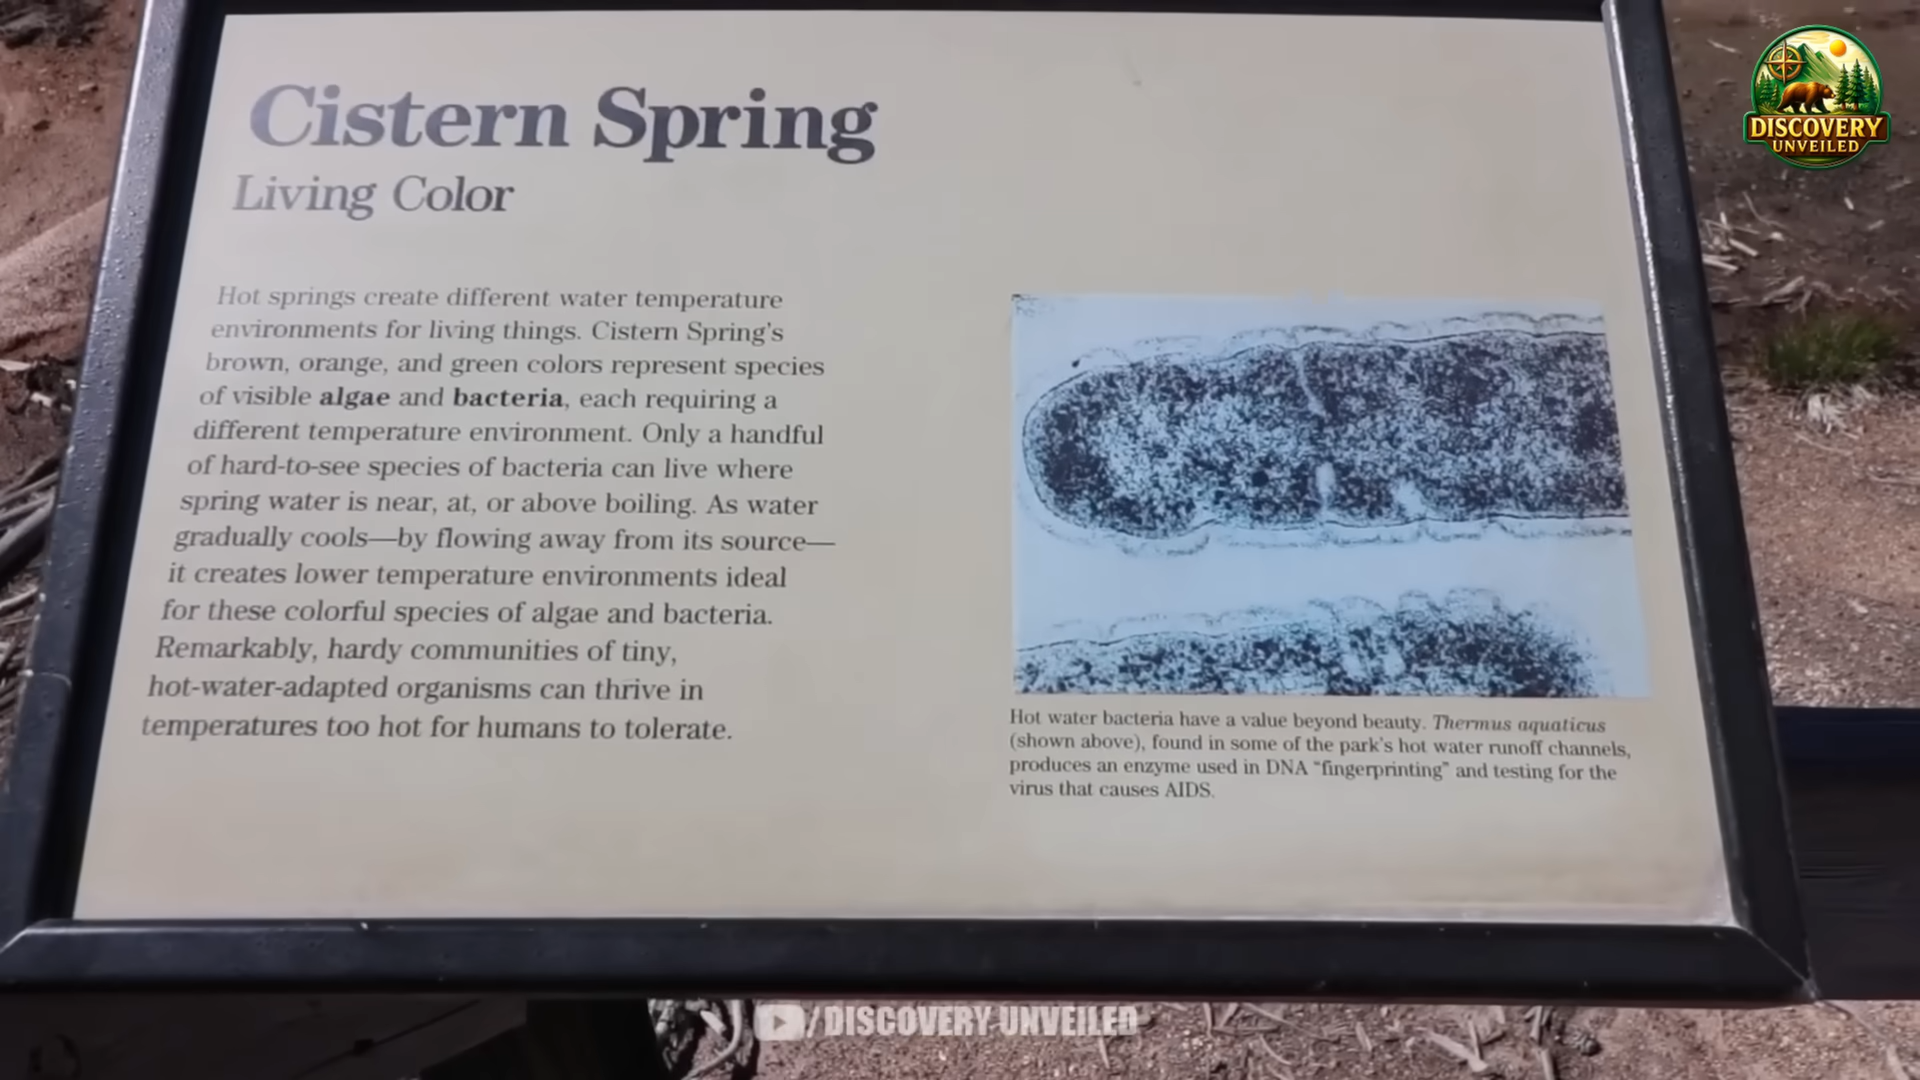 Cistern Spring
Living Color
Hot springs create different water temperature
environments for living things. Cistern Spring's
brown, orange, and green colors represent species
of visible algae and bacteria, each requiring a
different temperature environment. Only a handful
of hard-to-see species of bacteria can live where
spring water is near, at, or above boiling. As water
gradually cools—by flowing away from its source—
it creates lower temperature environments ideal
for these colorful species of algae and bacteria.
Remarkably, hardy communities of tiny,
hot-water-adapted organisms can thrive in
temperatures too hot for humans to tolerate.
Hot water bacteria have a value beyond beauty. Thermus aquaticus
(shown above), found in some of the park's hot water runoff channels,
produces an enzyme used in DNA "fingerprinting" and testing for the
virus that causes AIDS.
DISCOVERY
UNVEILED
/DISCOVERY UNVEILED